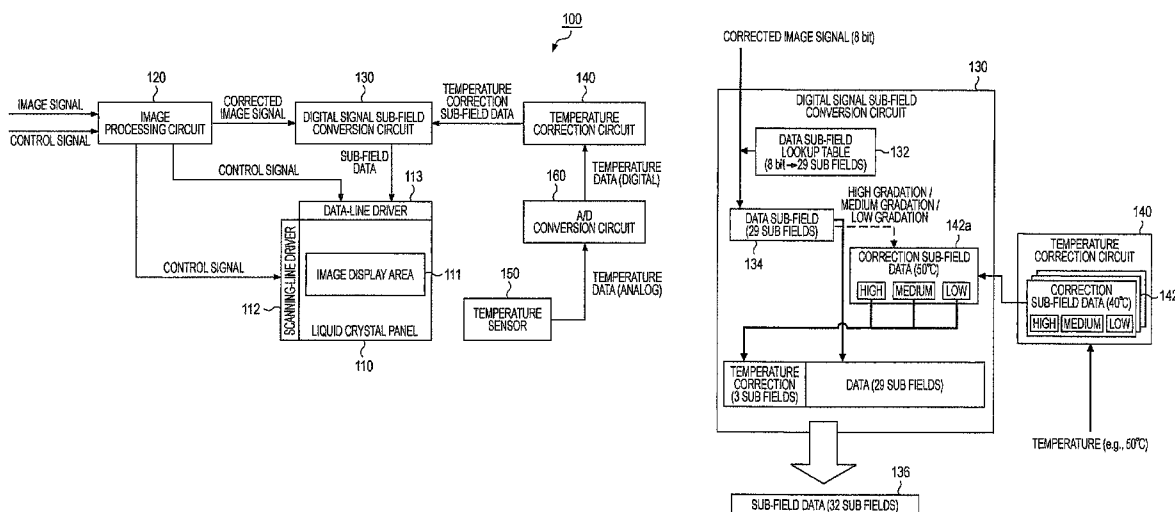 100
120
130
140
IMAGE SIGNAL
CONTROL SIGNAL
IMAGE
PROCESSING CIRCUIT
CORRECTED
IMAGE SIGNAL
DIGITAL SIGNAL SUB-FIELD
CONVERSION CIRCUIT
TEMPERATURE
CORRECTION
SUB-FIELD DATA
TEMPERATURE
CORRECTION CIRCUIT
CONTROL SIGNAL
SUB-FIELD
DATA
113
160
TEMPERATURE
DATA (DIGITAL)
DATA-LINE DRIVER
A/D
CONVERSION CIRCUIT
CONTROL SIGNAL
SCANNING-LINE DRIVER
112
IMAGE DISPLAY AREA
111
150
TEMPERATURE
SENSOR
TEMPERATURE
DATA (ANALOG)
LIQUID CRYSTAL PANEL
110
CORRECTED IMAGE SIGNAL (8 bit)
130
DIGITAL SIGNAL SUB-FIELD
CONVERSION CIRCUIT
DATA SUB-FIELD
LOOKUP TABLE
(8 bit→29 SUB FIELDS)
132
HIGH GRADATION /
MEDIUM GRADATION /
LOW GRADATION
DATA SUB-FIELD
(29 SUB FIELDS)
134
142a
CORRECTION SUB-FIELD
DATA (50°C)
HIGH MEDIUM LOW
140
TEMPERATURE
CORRECTION CIRCUIT
CORRECTION
SUB-FIELD DATA (40°C)
142
HIGH MEDIUM LOW
TEMPERATURE
CORRECTION
(3 SUB FIELDS)
DATA (29 SUB FIELDS)
TEMPERATURE (e.g., 50°C)
136
SUB-FIELD DATA (32 SUB FIELDS)